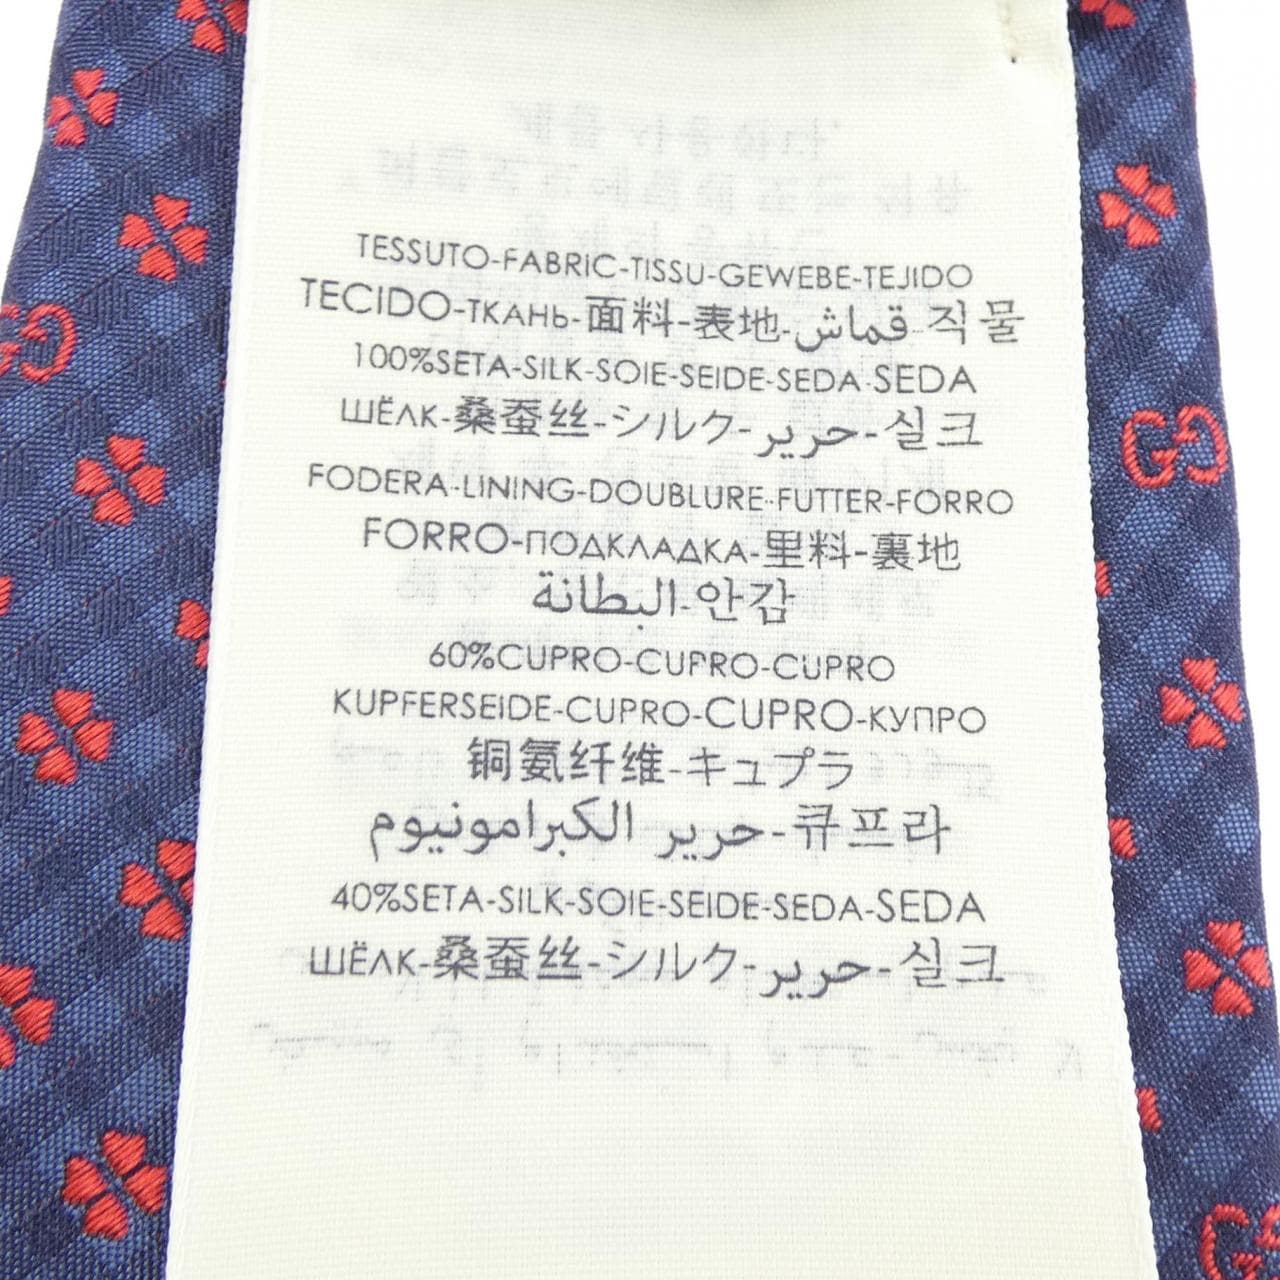 TESSUTO-FABRIC-TISSU-GEWEBE-TEJIDO
TECIDO-ТКАНЬ-面料-表地-قماش-직물
100%SETA-SILK-SOIE-SEIDE-SEDA-SEDA
ШЁЛК-桑蚕丝-シルク-حرير-실크
FODERA-LINING-DOUBLURE-FUTTER-FORRO
FORRO-ПОДКЛАДКА-里料-裏地
البطانة-안감
60%CUPRO-CUPRO-CUPRO
KUPFERSEIDE-CUPRO-CUPRO-КУПРО
铜氨纤维-キュプラ
حرير الكبرامونيوم-큐프라
40%SETA-SILK-SOIE-SEIDE-SEDA-SEDA
ШЁЛК-桑蚕丝-シルク-حرير-실크
GG
GG
GG